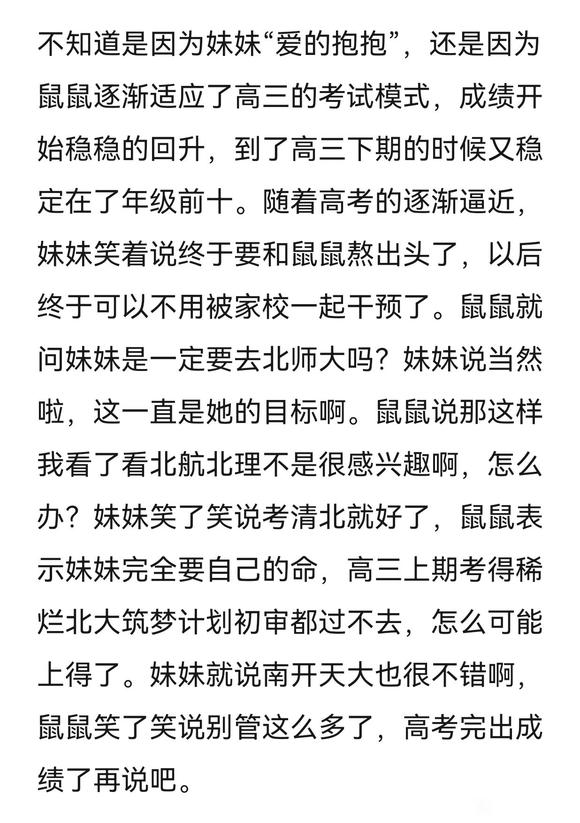 不知道是因为妹妹“爱的抱抱”，还是因为
鼠鼠逐渐适应了高三的考试模式，成绩开
始稳稳的回升，到了高三下期的时候又稳
定在了年级前十。随着高考的逐渐逼近，
妹妹笑着说终于要和鼠鼠熬出头了，以后
终于可以不用被家校一起干预了。鼠鼠就
问妹妹是一定要去北师大吗？妹妹说当然
啦，这一直是她的目标啊。鼠鼠说那这样
我看了看北航北理不是很感兴趣啊，怎么
办？妹妹笑了笑说考清北就好了，鼠鼠表
示妹妹完全要自己的命，高三上期考得稀
烂北大筑梦计划初审都过不去，怎么可能
上得了。妹妹就说南开天大也很不错啊，
鼠鼠笑了笑说别管这么多了，高考完出成
绩了再说吧。